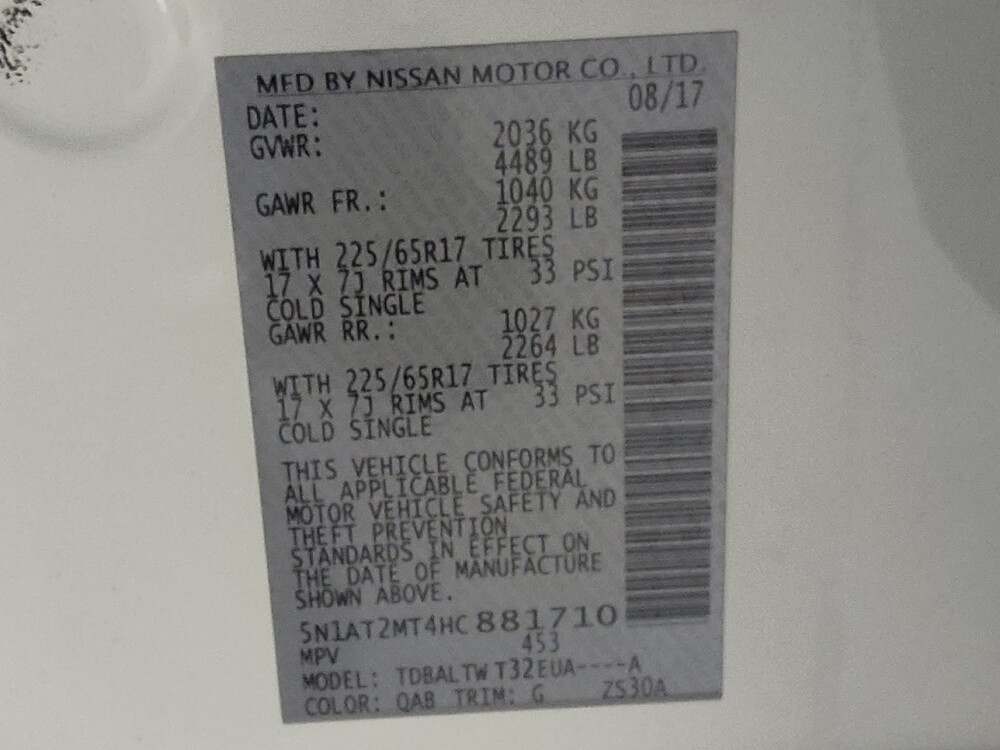 MFD BY NISSAN MOTOR CO., LTD.
DATE: 08/17
GVWR: 2036 KG
4489 LB
GAWR FR.: 1040 KG
2293 LB
WITH 225/65R17 TIRES
17 X 7J RIMS AT 33 PSI
COLD SINGLE
GAWR RR.: 1027 KG
2264 LB
WITH 225/65R17 TIRES
17 X 7J RIMS AT 33 PSI
COLD SINGLE
THIS VEHICLE CONFORMS TO
ALL APPLICABLE FEDERAL
MOTOR VEHICLE SAFETY AND
THEFT PREVENTION
STANDARDS IN EFFECT ON
THE DATE OF MANUFACTURE
SHOWN ABOVE.
5N1AT2MT4HC881710
MPV 453
MODEL: TDBALTW T32EUA----A
COLOR: QAB TRIM: G ZS30A